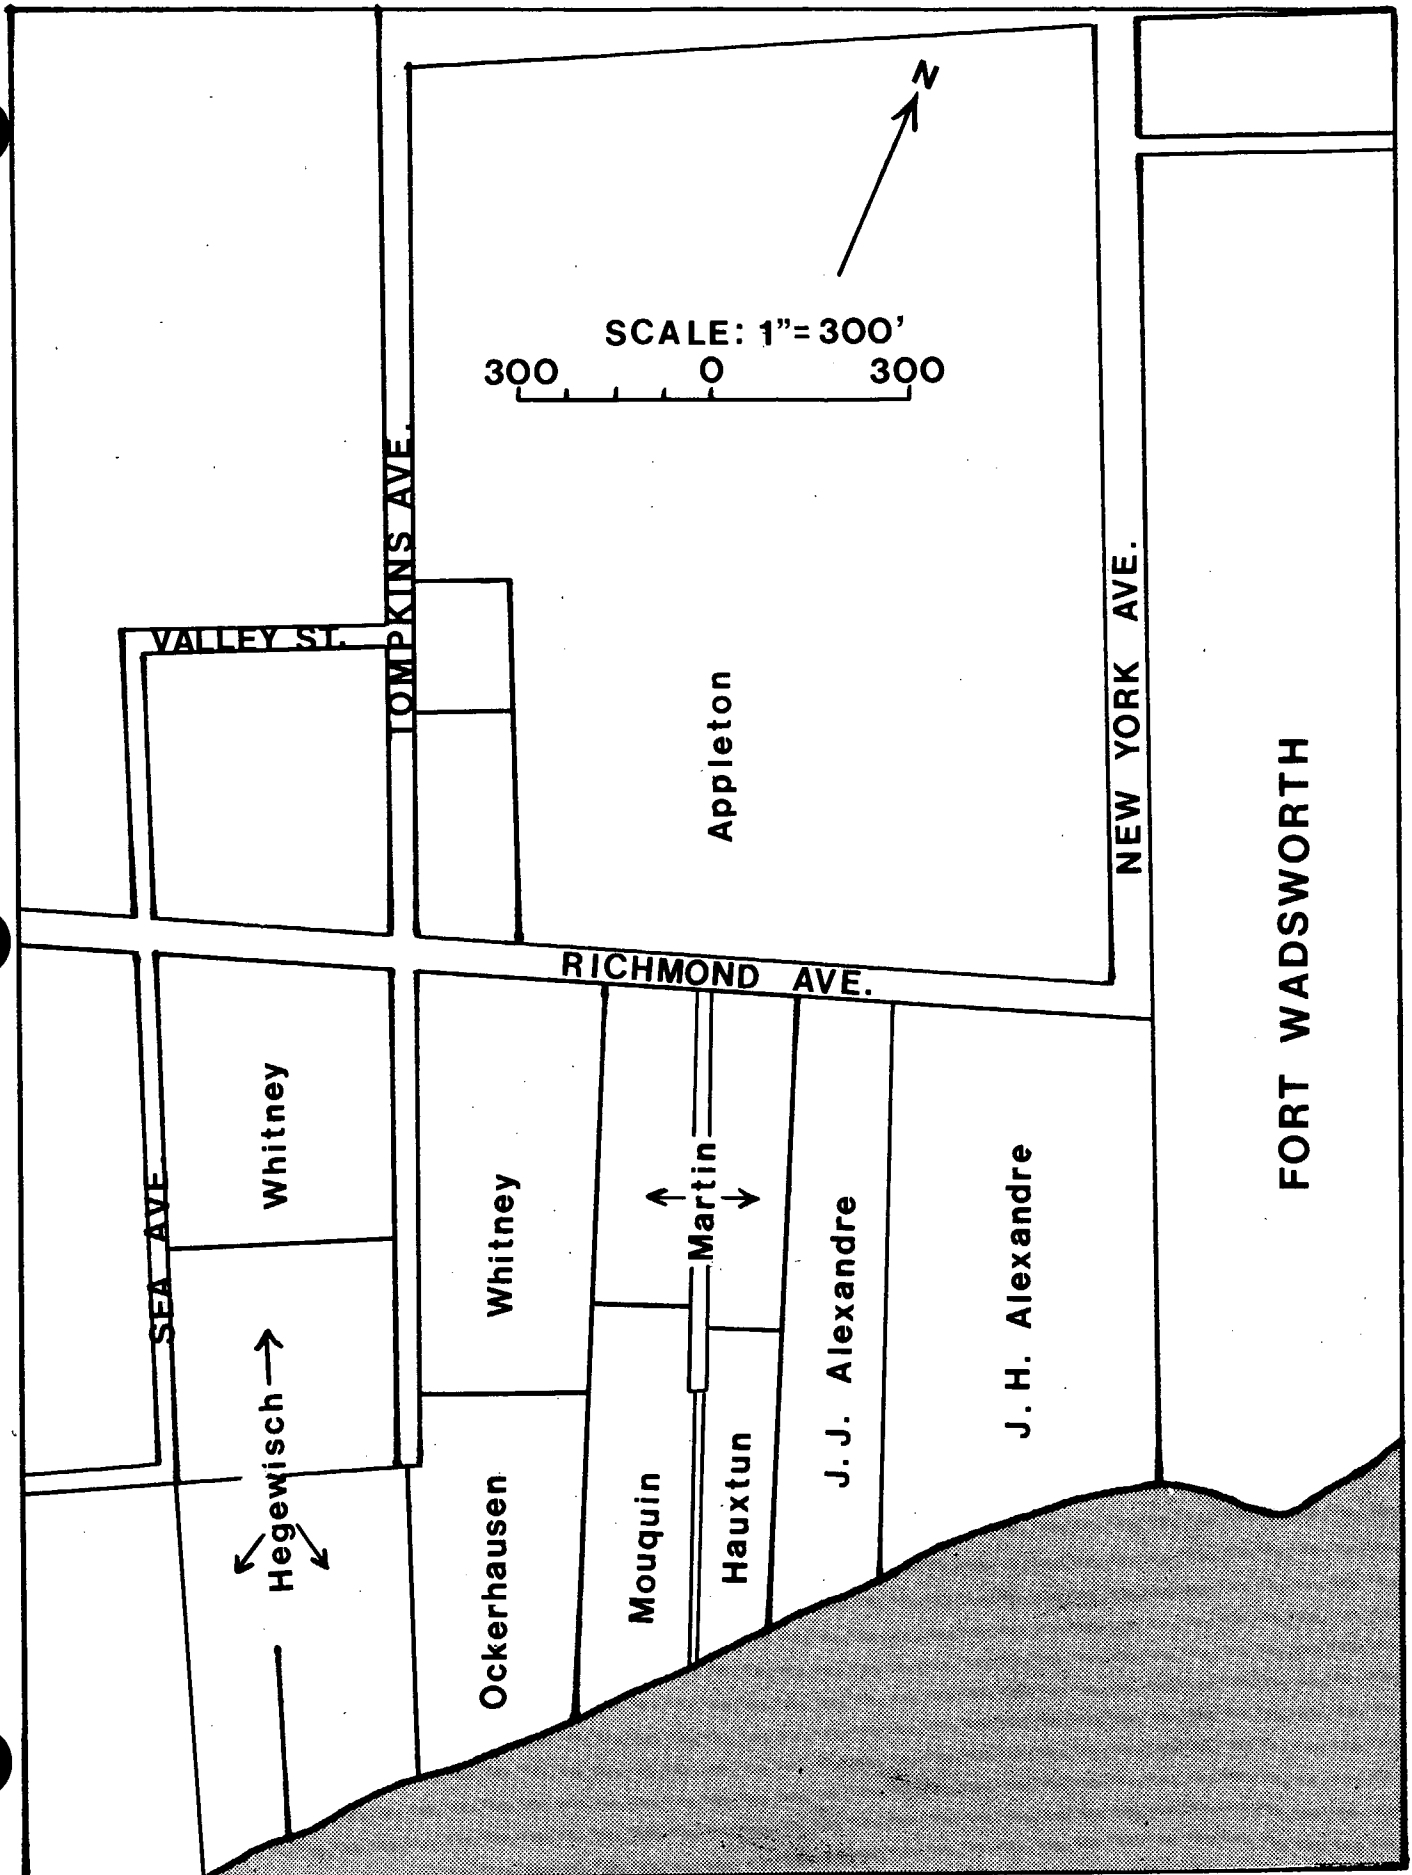 N
SCALE: 1"= 300'
300 0 300
TOMPKINS AVE.
VALLEY ST.
NEW YORK AVE.
Appleton
FORT WADSWORTH
RICHMOND AVE.
SEA AVE.
Whitney
Whitney
Martin
J.J. Alexandre
J. H. Alexandre
Hegewisch
Ockerhausen
Mouquin
Hauxtun